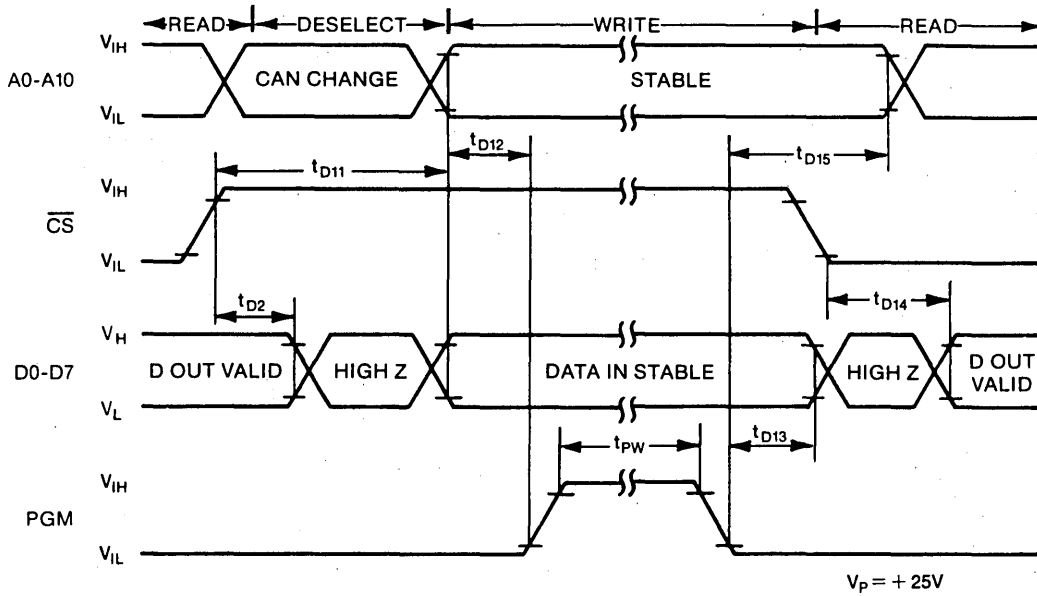 READ DESELECT WRITE READ
V_IH
A0-A10 CAN CHANGE STABLE
V_IL
t_D12 t_D15
t_D11
V_IH
C̅S̅
V_IL
t_D2 t_D14
V_H
D0-D7 D OUT VALID HIGH Z DATA IN STABLE HIGH Z D OUT VALID
V_L
t_PW t_D13
V_IH
PGM
V_IL
V_P = + 25V